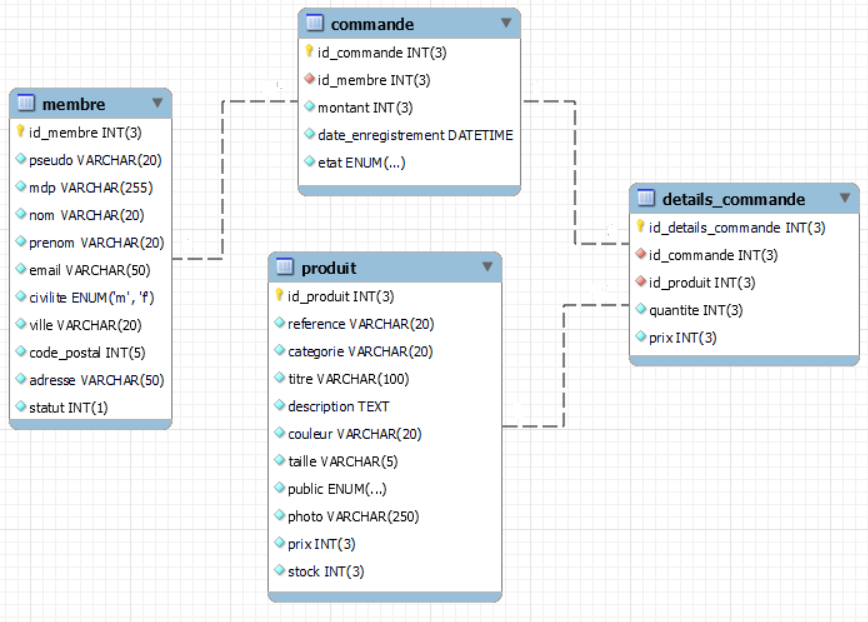 commande
id_commande INT(3)
id_membre INT(3)
montant INT(3)
date_enregistrement DATETIME
etat ENUM(...)
membre
id_membre INT(3)
pseudo VARCHAR(20)
mdp VARCHAR(255)
nom VARCHAR(20)
prenom VARCHAR(20)
email VARCHAR(50)
civilite ENUM('m', 'f')
ville VARCHAR(20)
code_postal INT(5)
adresse VARCHAR(50)
statut INT(1)
produit
id_produit INT(3)
reference VARCHAR(20)
categorie VARCHAR(20)
titre VARCHAR(100)
description TEXT
couleur VARCHAR(20)
taille VARCHAR(5)
public ENUM(...)
photo VARCHAR(250)
prix INT(3)
stock INT(3)
details_commande
id_details_commande INT(3)
id_commande INT(3)
id_produit INT(3)
quantite INT(3)
prix INT(3)